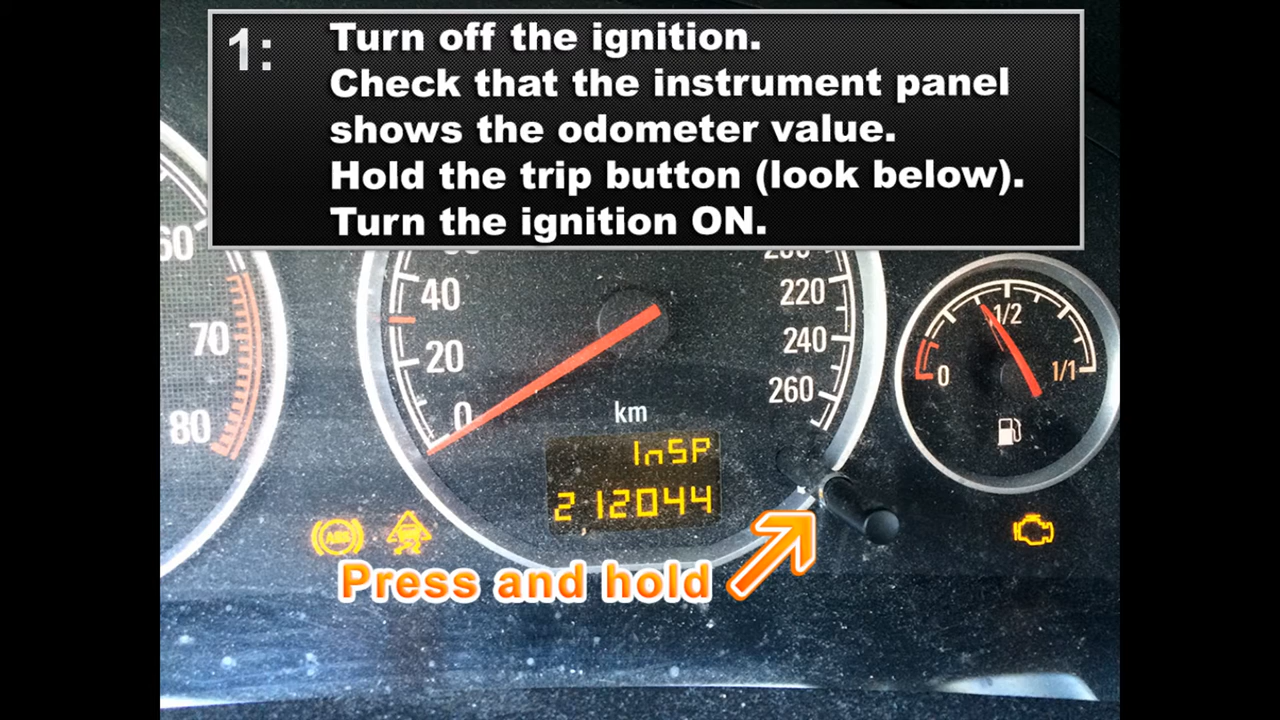 1:
Turn off the ignition.
Check that the instrument panel
shows the odometer value.
Hold the trip button (look below).
Turn the ignition ON.
60
70
80
40
20
0
km
220
240
260
InSP
212044
0
1/2
1/1
ABS
Press and hold